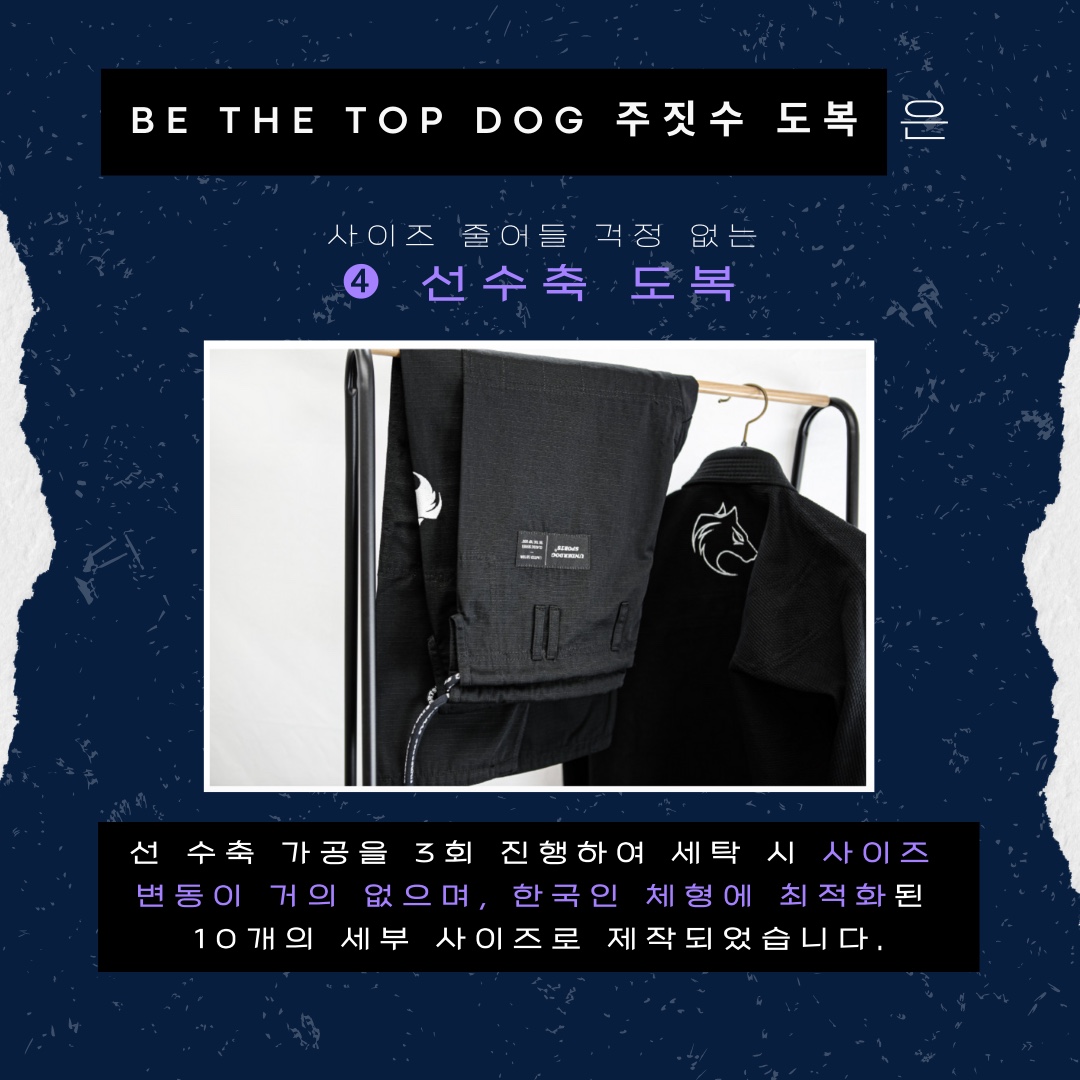 BE THE TOP DOG 주짓수 도복 은
사이즈 줄어들 걱정 없는
❹ 선수축 도복
UNDERDOG
SPORTS
선 수축 가공을 3회 진행하여 세탁 시 사이즈
변동이 거의 없으며, 한국인 체형에 최적화된
10개의 세부 사이즈로 제작되었습니다.